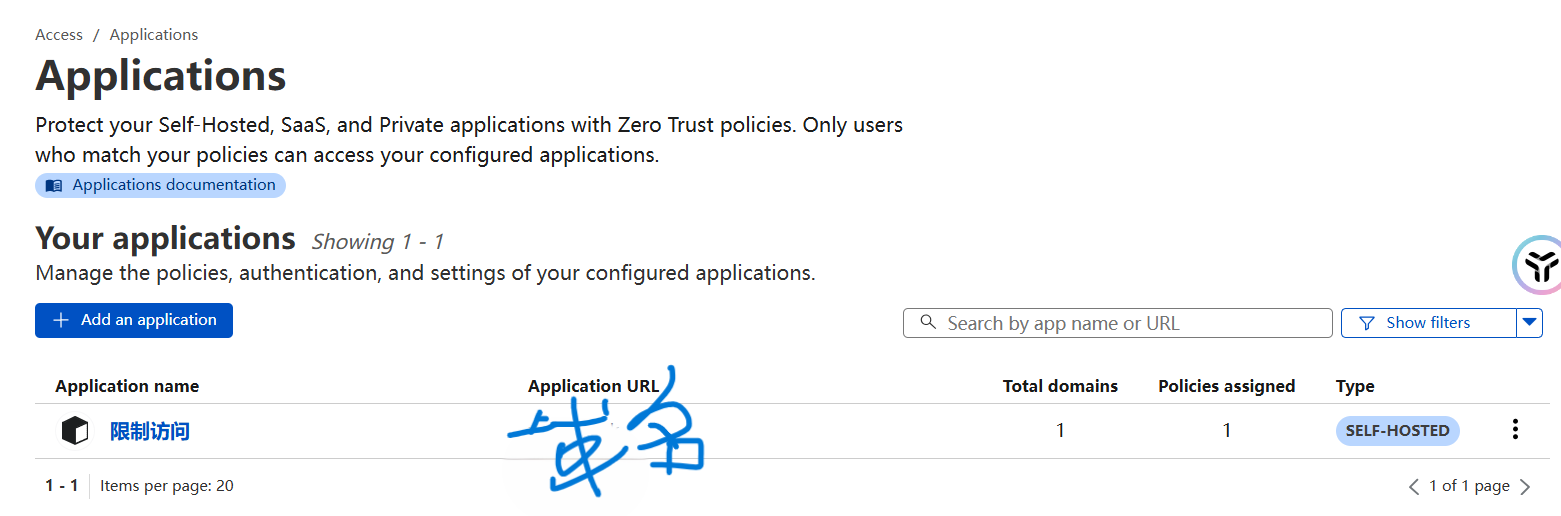 Access / Applications
Applications
Protect your Self-Hosted, SaaS, and Private applications with Zero Trust policies. Only users
who match your policies can access your configured applications.
Applications documentation
Your applications Showing 1 - 1
Manage the policies, authentication, and settings of your configured applications.
Add an application
Search by app name or URL
Show filters
Application name Application URL Total domains Policies assigned Type
限制访问 1 1 SELF-HOSTED
1 - 1 Items per page: 20 1 of 1 page